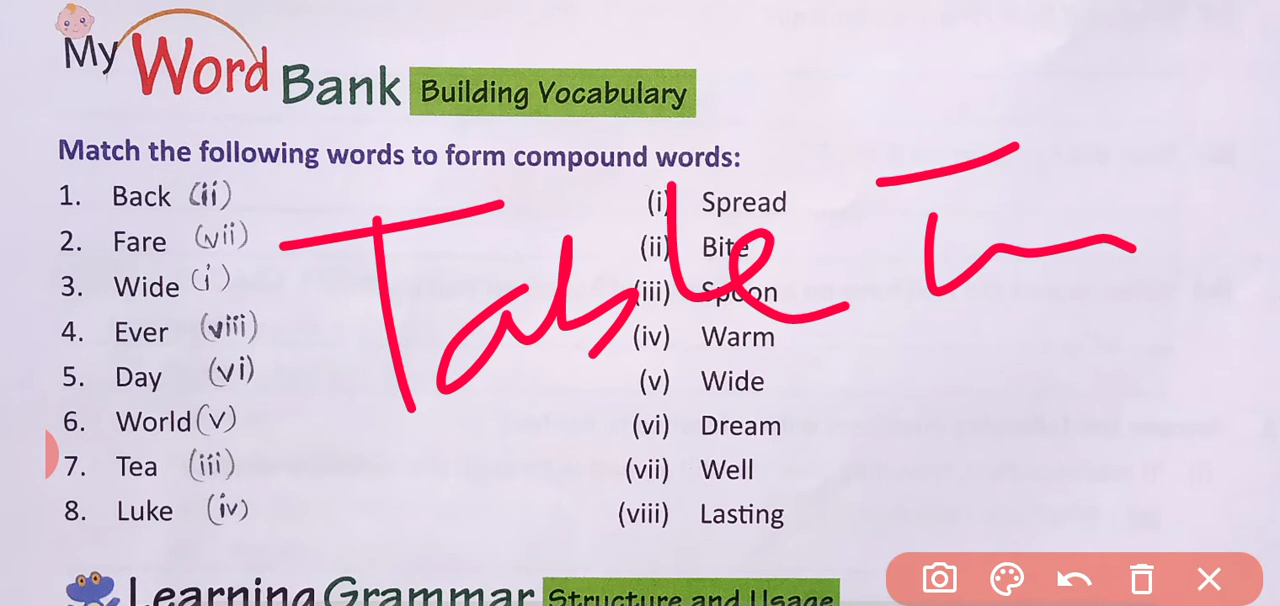 My Word Bank Building Vocabulary
Match the following words to form compound words:
1. Back (ii) (i) Spread
2. Fare (vii) (ii) Bite
3. Wide (i) (iii) Spoon
4. Ever (viii) (iv) Warm
5. Day (vi) (v) Wide
6. World (v) (vi) Dream
7. Tea (iii) (vii) Well
8. Luke (iv) (viii) Lasting
Table
Learning Grammar Structure and Usage